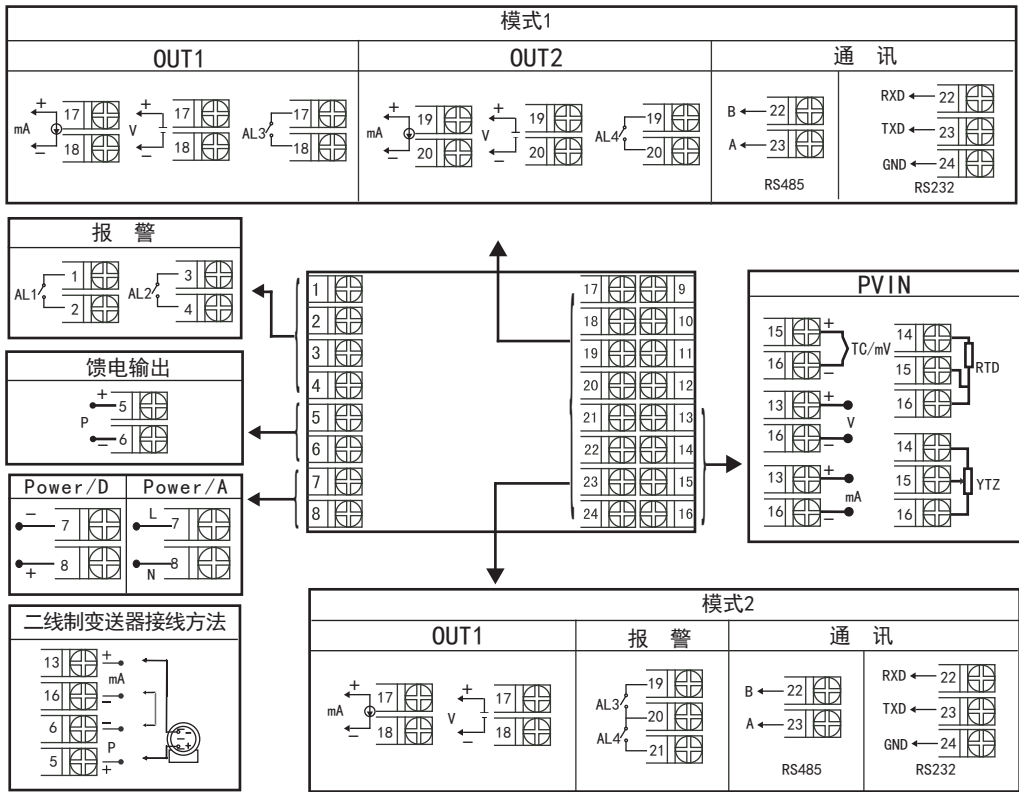 模式1
OUT1 OUT2 通 讯
+ 17 + 17 17 + 19 + 19 19 B 22 RXD 22
mA V AL3 mA V AL4 TXD 23
− 18 − 18 18 − 20 − 20 20 A 23 GND 24
RS485 RS232
报 警
AL1 1 AL2 3
2 4
馈电输出
+ 5
P
− 6
Power/D Power/A
− 7 L 7
+ 8 N 8
二线制变送器接线方法
13 +
mA
16 −
6 −
P
5 +
− +
1 17 9
2 18 10
3 19 11
4 20 12
5 21 13
6 22 14
7 23 15
8 24 16
PVIN
15 + 14
TC/mV RTD
16 − 15
13 + 16
V
16 − 14
13 + 15 YTZ
mA
16 − 16
模式2
OUT1 报 警 通 讯
+ 17 + 17 19 B 22 RXD 22
mA V AL3 20 TXD 23
− 18 − 18 AL4 21 A 23 GND 24
RS485 RS232